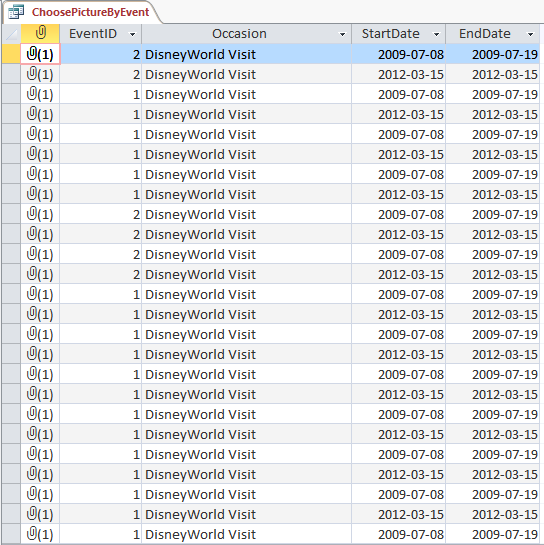 ChoosePictureByEvent
EventID Occasion StartDate EndDate
(1) 2 DisneyWorld Visit 2009-07-08 2009-07-19
(1) 2 DisneyWorld Visit 2012-03-15 2012-03-15
(1) 1 DisneyWorld Visit 2009-07-08 2009-07-19
(1) 1 DisneyWorld Visit 2012-03-15 2012-03-15
(1) 1 DisneyWorld Visit 2009-07-08 2009-07-19
(1) 1 DisneyWorld Visit 2012-03-15 2012-03-15
(1) 1 DisneyWorld Visit 2009-07-08 2009-07-19
(1) 1 DisneyWorld Visit 2012-03-15 2012-03-15
(1) 2 DisneyWorld Visit 2009-07-08 2009-07-19
(1) 2 DisneyWorld Visit 2012-03-15 2012-03-15
(1) 2 DisneyWorld Visit 2009-07-08 2009-07-19
(1) 2 DisneyWorld Visit 2012-03-15 2012-03-15
(1) 1 DisneyWorld Visit 2009-07-08 2009-07-19
(1) 1 DisneyWorld Visit 2012-03-15 2012-03-15
(1) 1 DisneyWorld Visit 2009-07-08 2009-07-19
(1) 1 DisneyWorld Visit 2012-03-15 2012-03-15
(1) 1 DisneyWorld Visit 2009-07-08 2009-07-19
(1) 1 DisneyWorld Visit 2012-03-15 2012-03-15
(1) 1 DisneyWorld Visit 2009-07-08 2009-07-19
(1) 1 DisneyWorld Visit 2012-03-15 2012-03-15
(1) 1 DisneyWorld Visit 2009-07-08 2009-07-19
(1) 1 DisneyWorld Visit 2012-03-15 2012-03-15
(1) 1 DisneyWorld Visit 2009-07-08 2009-07-19
(1) 1 DisneyWorld Visit 2012-03-15 2012-03-15
(1) 1 DisneyWorld Visit 2009-07-08 2009-07-19